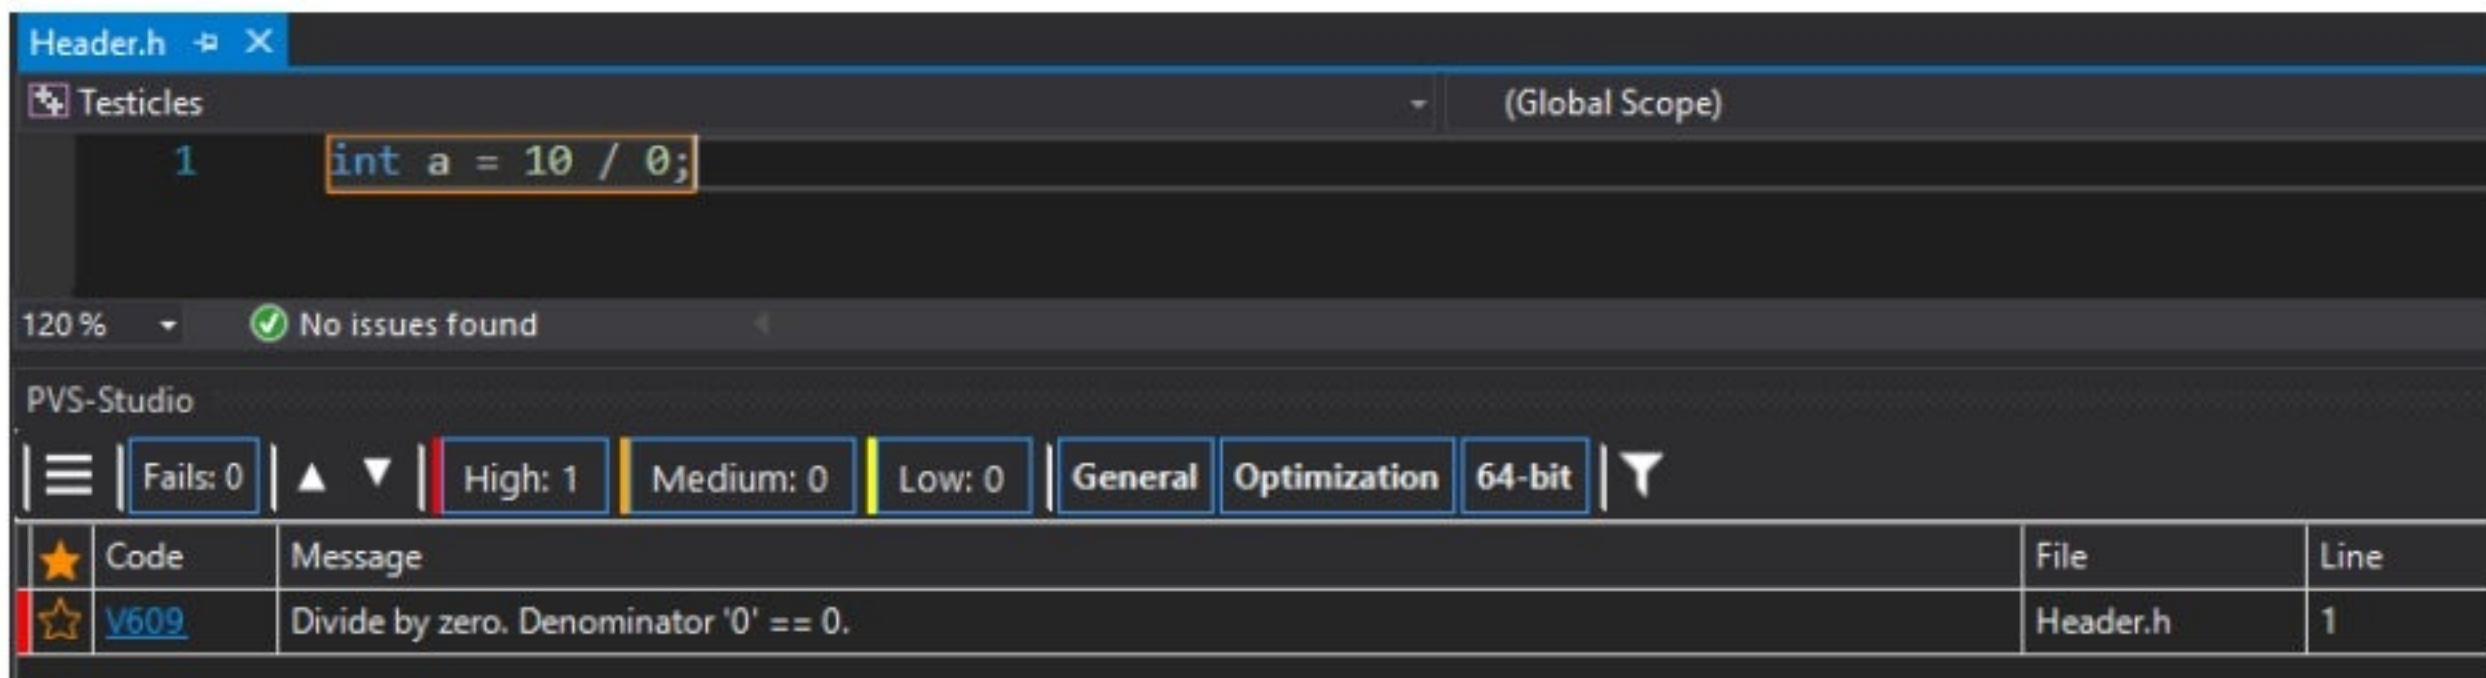 Header.h
Testicles (Global Scope)
1 int a = 10 / 0;
120 % No issues found
PVS-Studio
Fails: 0 High: 1 Medium: 0 Low: 0 General Optimization 64-bit
Code Message File Line
V609 Divide by zero. Denominator '0' == 0. Header.h 1